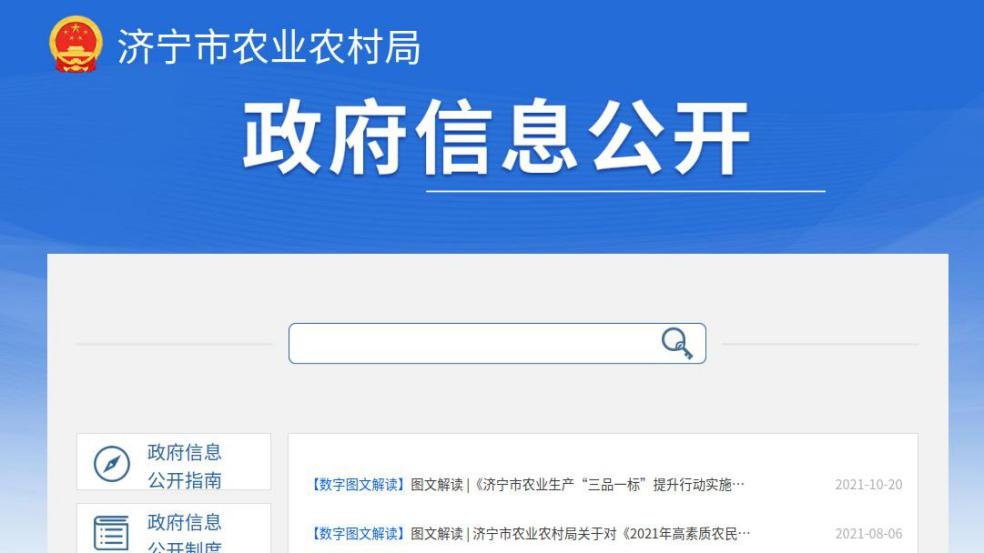 济宁市农业农村局
政府信息公开
政府信息
公开指南
【数字图文解读】图文解读 | 《济宁市农业生产“三品一标”提升行动实施… 2021-10-20
政府信息
公开制度
【数字图文解读】图文解读 | 济宁市农业农村局关于对《2021年高素质农民… 2021-08-06